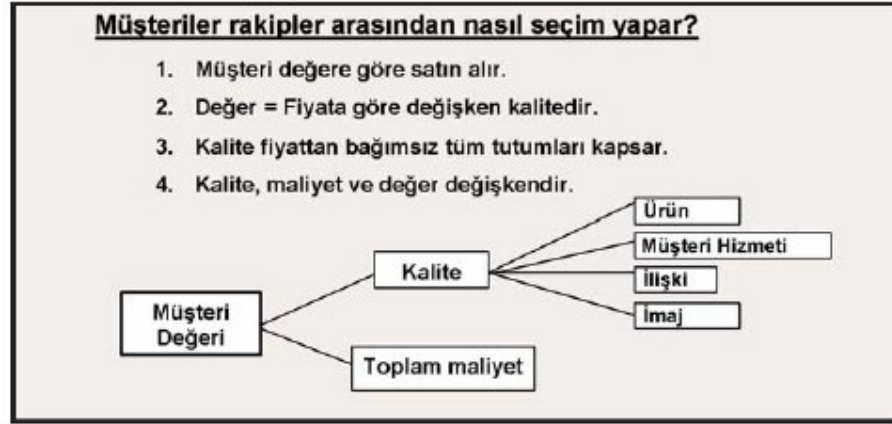 Müşteriler rakipler arasından nasıl seçim yapar?
1. Müşteri değere göre satın alır.
2. Değer = Fiyata göre değişken kalitedir.
3. Kalite fiyattan bağımsız tüm tutumları kapsar.
4. Kalite, maliyet ve değer değişkendir.
Ürün
Müşteri Hizmeti
Kalite
İlişki
İmaj
Müşteri
Değeri
Toplam maliyet